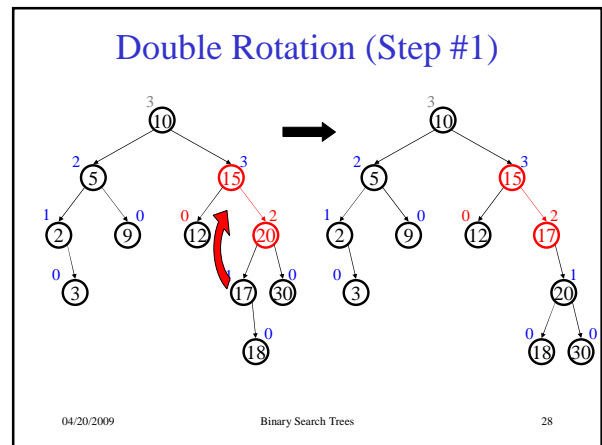 Double Rotation (Step #1)
3 3
10 10
2 3 2 3
5 15 5 15
1 0 0 2 1 0 0 2
2 9 12 20 2 9 12 17
0 1 0 0 1
3 17 30 3 20
0 0 0
18 18 30
04/20/2009 Binary Search Trees 28